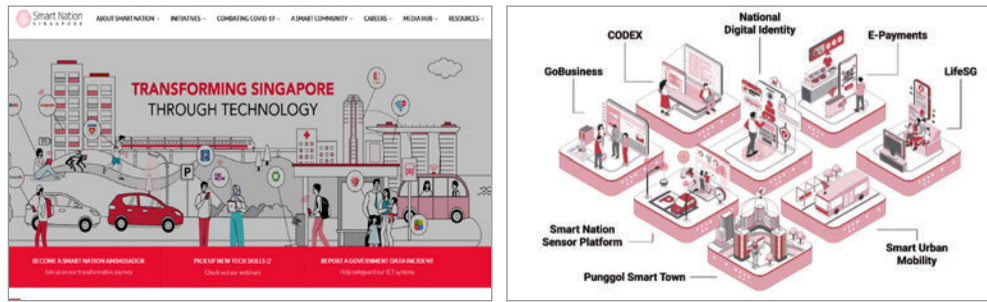 Smart Nation
SINGAPORE
ABOUT SMART NATION
INITIATIVES
COMBATING COVID-19
A SMART COMMUNITY
CAREERS
MEDIA HUB
RESOURCES
TRANSFORMING SINGAPORE
THROUGH TECHNOLOGY
P
BECOME A SMART NATION AMBASSADOR
Join us on our transformative journey
PICK UP NEW TECH SKILLS
Check out our webinars
REPORT A GOVERNMENT DATA INCIDENT
Help safeguard our ICT systems
National
Digital Identity
CODEX
E-Payments
GoBusiness
LifeSG
Smart Nation
Sensor Platform
Smart Urban
Mobility
Punggol Smart Town